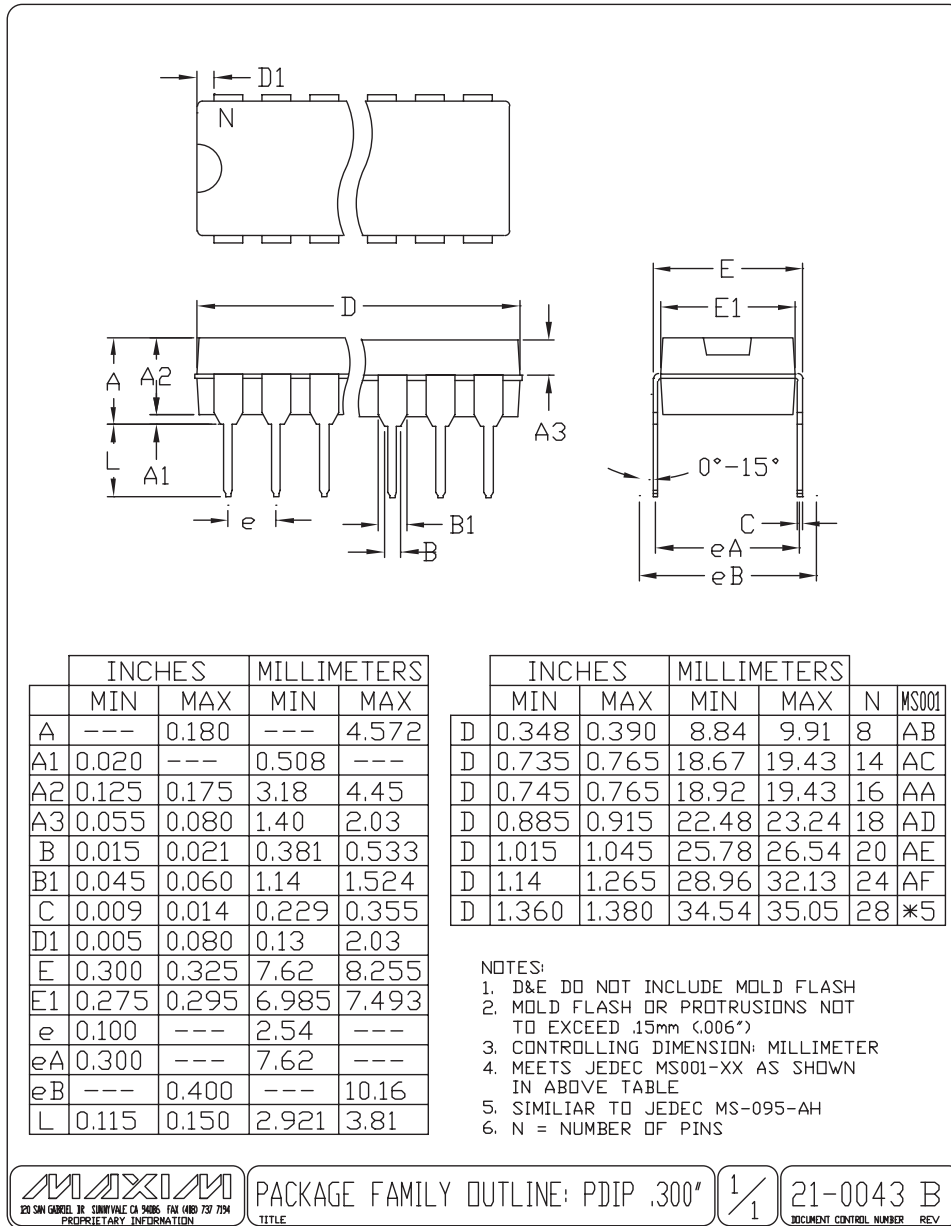 D1
N
D
E
E1
A
A2
A3
L
A1
0°-15°
e
B1
B
C
eA
eB
INCHES MILLIMETERS
MIN MAX MIN MAX
A --- 0.180 --- 4.572
A1 0.020 --- 0.508 ---
A2 0.125 0.175 3.18 4.45
A3 0.055 0.080 1.40 2.03
B 0.015 0.021 0.381 0.533
B1 0.045 0.060 1.14 1.524
C 0.009 0.014 0.229 0.355
D1 0.005 0.080 0.13 2.03
E 0.300 0.325 7.62 8.255
E1 0.275 0.295 6.985 7.493
e 0.100 --- 2.54 ---
eA 0.300 --- 7.62 ---
eB --- 0.400 --- 10.16
L 0.115 0.150 2.921 3.81
INCHES MILLIMETERS
MIN MAX MIN MAX N MS001
D 0.348 0.390 8.84 9.91 8 AB
D 0.735 0.765 18.67 19.43 14 AC
D 0.745 0.765 18.92 19.43 16 AA
D 0.885 0.915 22.48 23.24 18 AD
D 1.015 1.045 25.78 26.54 20 AE
D 1.14 1.265 28.96 32.13 24 AF
D 1.360 1.380 34.54 35.05 28 *5
NOTES:
1. D&E DO NOT INCLUDE MOLD FLASH
2. MOLD FLASH OR PROTRUSIONS NOT
TO EXCEED .15mm (.006")
3. CONTROLLING DIMENSION: MILLIMETER
4. MEETS JEDEC MS001-XX AS SHOWN
IN ABOVE TABLE
5. SIMILIAR TO JEDEC MS-095-AH
6. N = NUMBER OF PINS
MAXIM
120 SAN GABRIEL DR SUNNYVALE CA 94086 FAX (408) 737 7194
PROPRIETARY INFORMATION
PACKAGE FAMILY OUTLINE: PDIP .300"
TITLE
1/1
21-0043 B
DOCUMENT CONTROL NUMBER REV